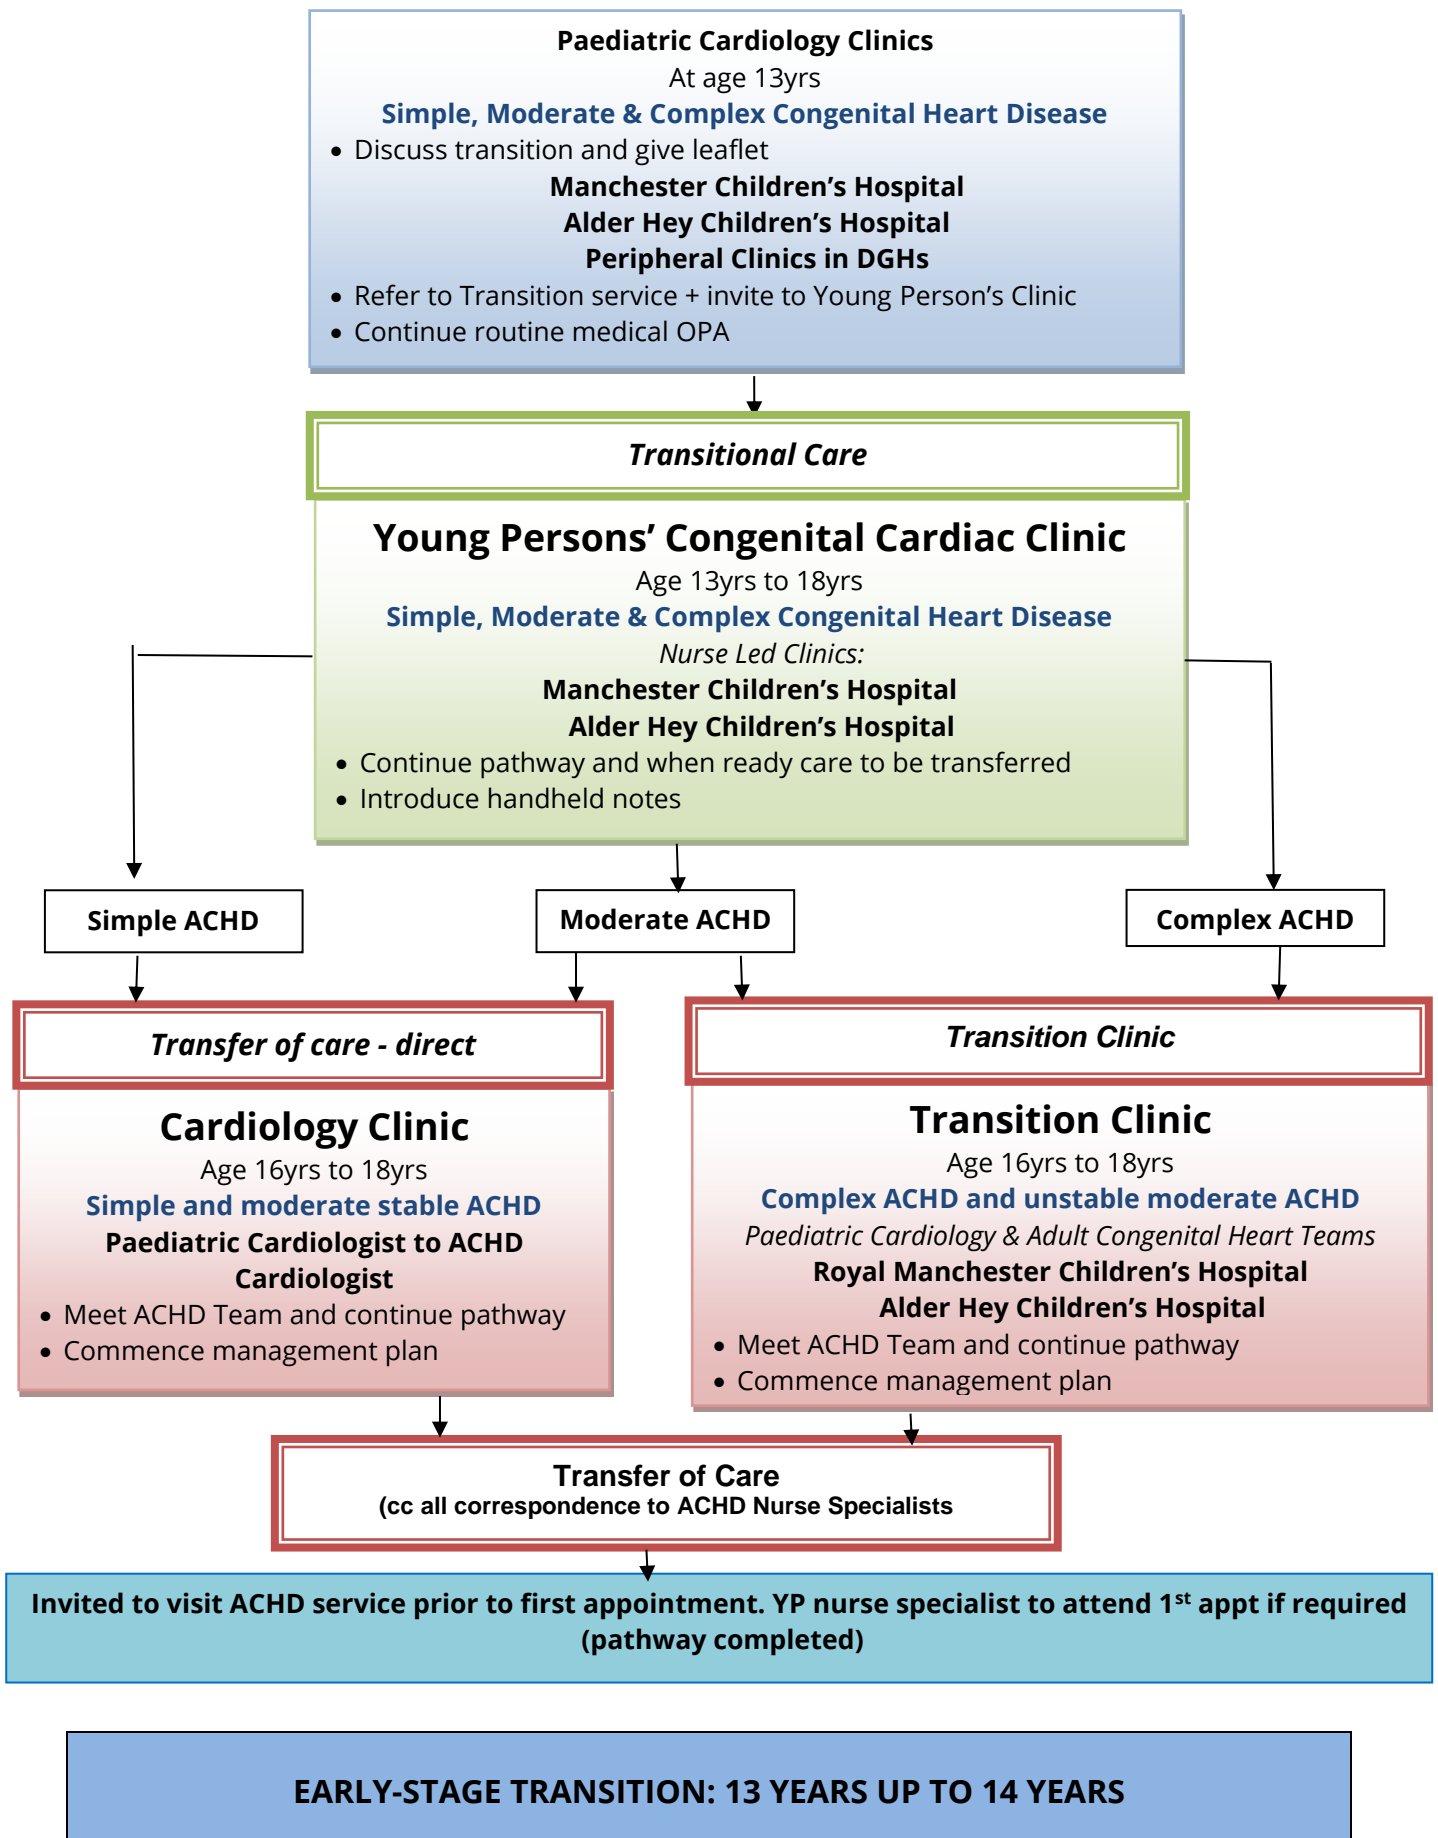 Paediatric Cardiology Clinics
At age 13yrs
Simple, Moderate & Complex Congenital Heart Disease
• Discuss transition and give leaflet
Manchester Children’s Hospital
Alder Hey Children’s Hospital
Peripheral Clinics in DGHs
• Refer to Transition service + invite to Young Person’s Clinic
• Continue routine medical OPA
Transitional Care
Young Persons’ Congenital Cardiac Clinic
Age 13yrs to 18yrs
Simple, Moderate & Complex Congenital Heart Disease
Nurse Led Clinics:
Manchester Children’s Hospital
Alder Hey Children’s Hospital
• Continue pathway and when ready care to be transferred
• Introduce handheld notes
Simple ACHD
Moderate ACHD
Complex ACHD
Transfer of care - direct
Cardiology Clinic
Age 16yrs to 18yrs
Simple and moderate stable ACHD
Paediatric Cardiologist to ACHD
Cardiologist
• Meet ACHD Team and continue pathway
• Commence management plan
Transition Clinic
Transition Clinic
Age 16yrs to 18yrs
Complex ACHD and unstable moderate ACHD
Paediatric Cardiology & Adult Congenital Heart Teams
Royal Manchester Children’s Hospital
Alder Hey Children’s Hospital
• Meet ACHD Team and continue pathway
• Commence management plan
Transfer of Care
(cc all correspondence to ACHD Nurse Specialists
Invited to visit ACHD service prior to first appointment. YP nurse specialist to attend 1st appt if required
(pathway completed)
EARLY-STAGE TRANSITION: 13 YEARS UP TO 14 YEARS